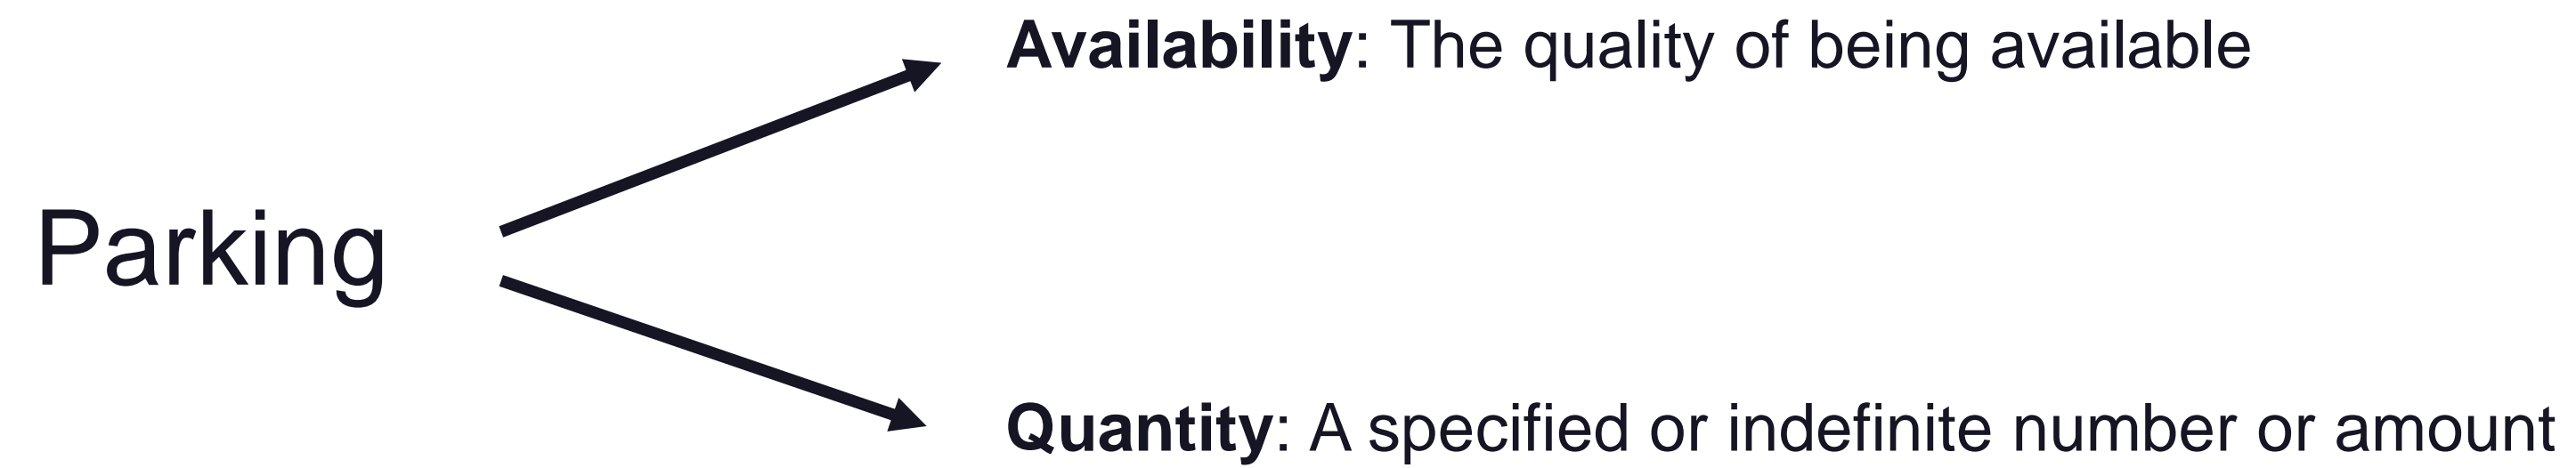 Availability: The quality of being available
Parking
Quantity: A specified or indefinite number or amount